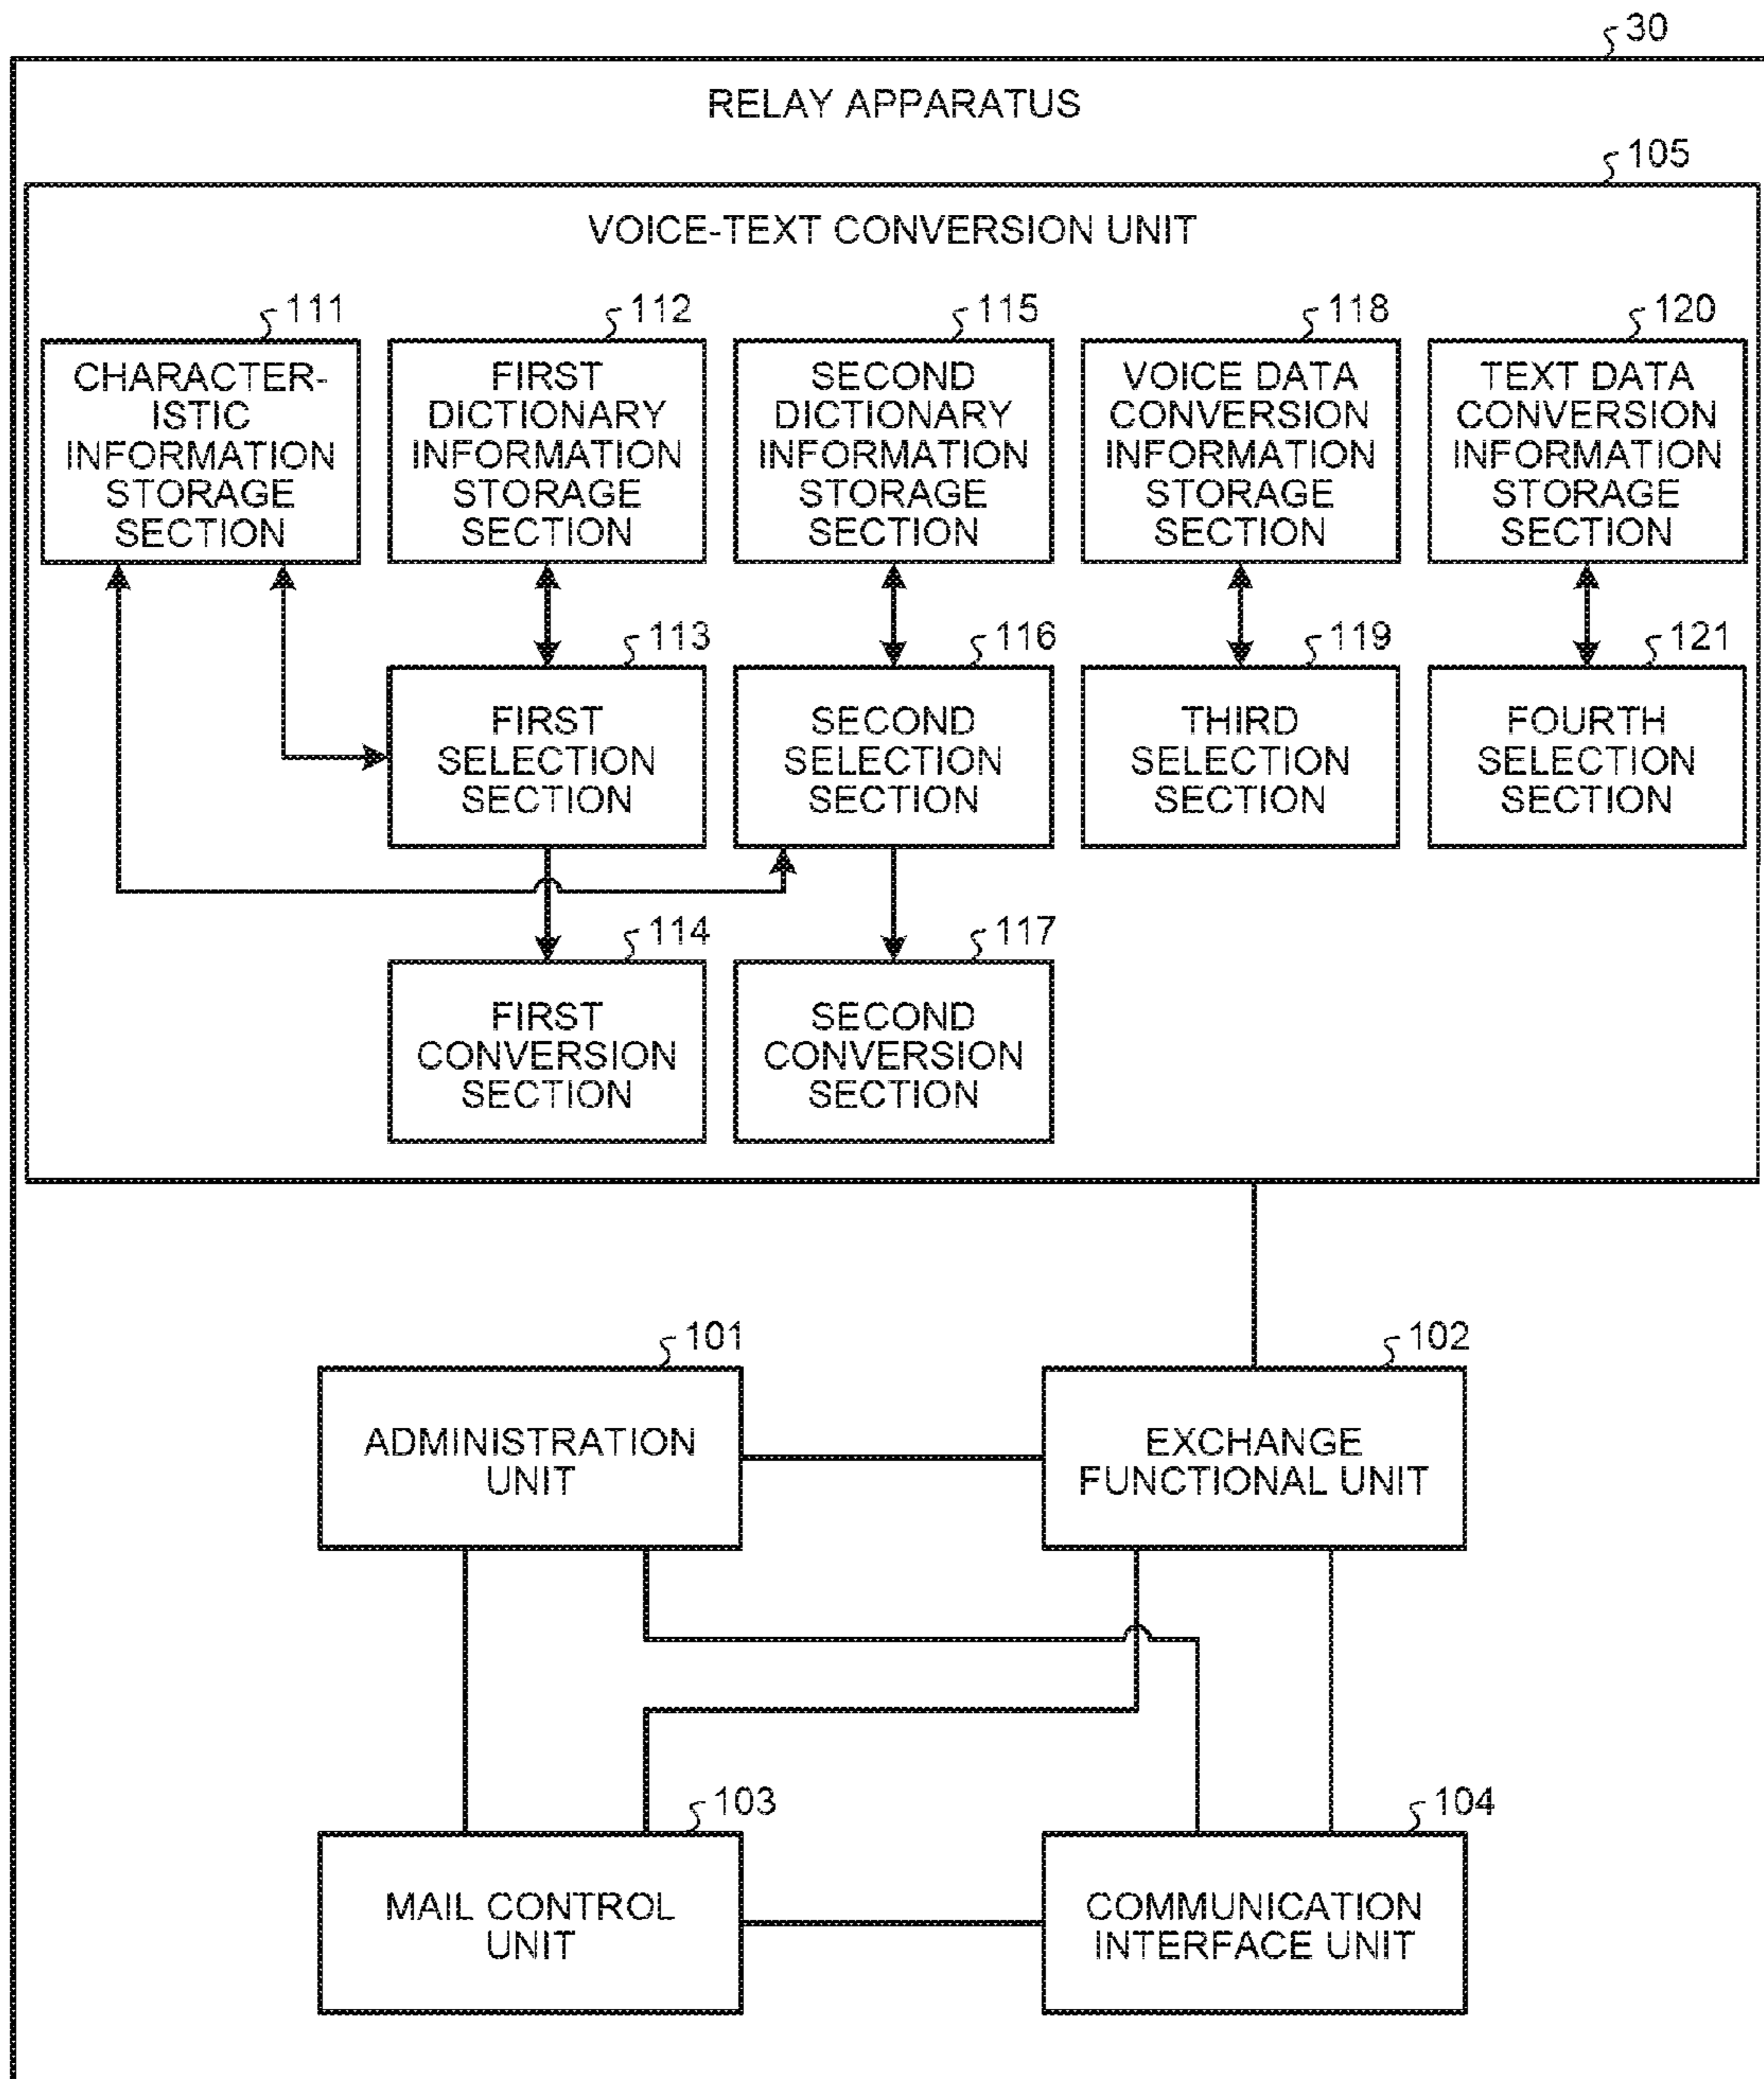 30
RELAY APPARATUS
105
VOICE-TEXT CONVERSION UNIT
111
CHARACTER-
ISTIC
INFORMATION
STORAGE
SECTION
112
FIRST
DICTIONARY
INFORMATION
STORAGE
SECTION
115
SECOND
DICTIONARY
INFORMATION
STORAGE
SECTION
118
VOICE DATA
CONVERSION
INFORMATION
STORAGE
SECTION
120
TEXT DATA
CONVERSION
INFORMATION
STORAGE
SECTION
113
FIRST
SELECTION
SECTION
116
SECOND
SELECTION
SECTION
119
THIRD
SELECTION
SECTION
121
FOURTH
SELECTION
SECTION
114
FIRST
CONVERSION
SECTION
117
SECOND
CONVERSION
SECTION
101
ADMINISTRATION
UNIT
102
EXCHANGE
FUNCTIONAL UNIT
103
MAIL CONTROL
UNIT
104
COMMUNICATION
INTERFACE UNIT